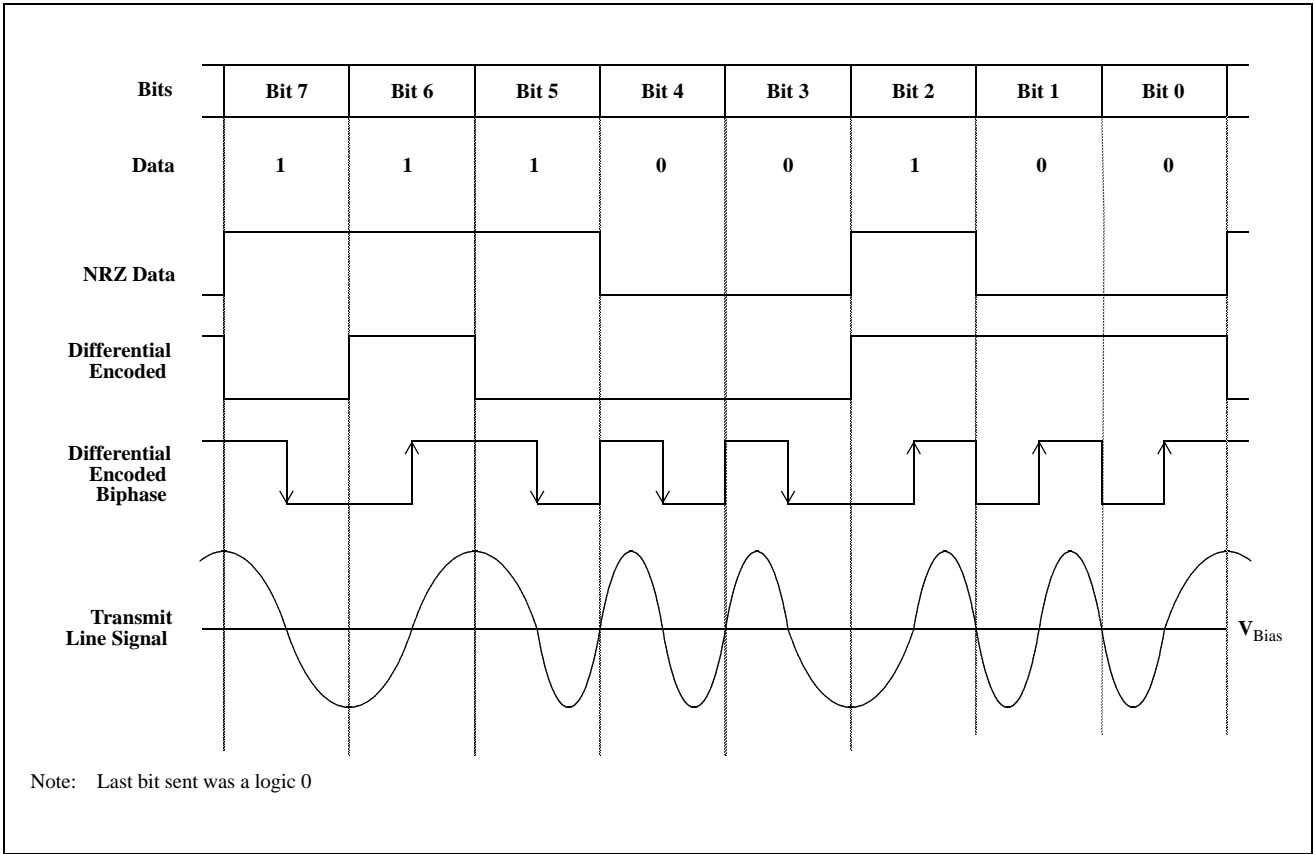 Bits Bit 7 Bit 6 Bit 5 Bit 4 Bit 3 Bit 2 Bit 1 Bit 0
Data 1 1 1 0 0 1 0 0
NRZ Data
Differential
Encoded
Differential
Encoded
Biphase
Transmit
Line Signal
VBias
Note: Last bit sent was a logic 0